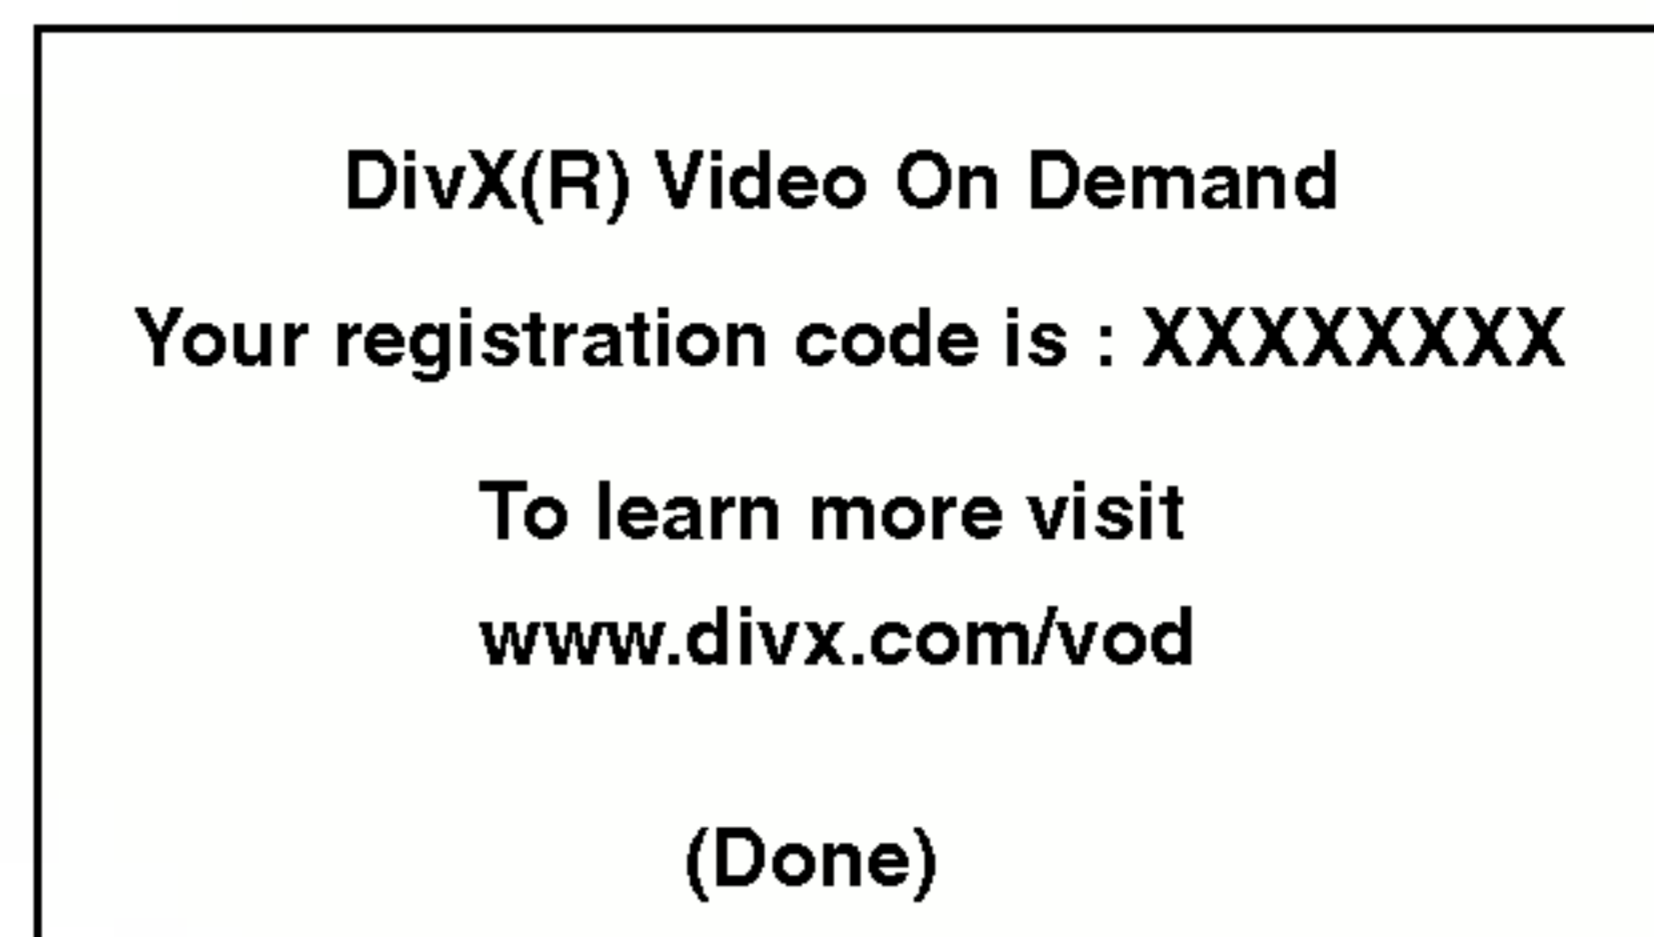 DivX(R) Video On Demand
Your registration code is : XXXXXXXX
To learn more visit
www.divx.com/vod
(Done)